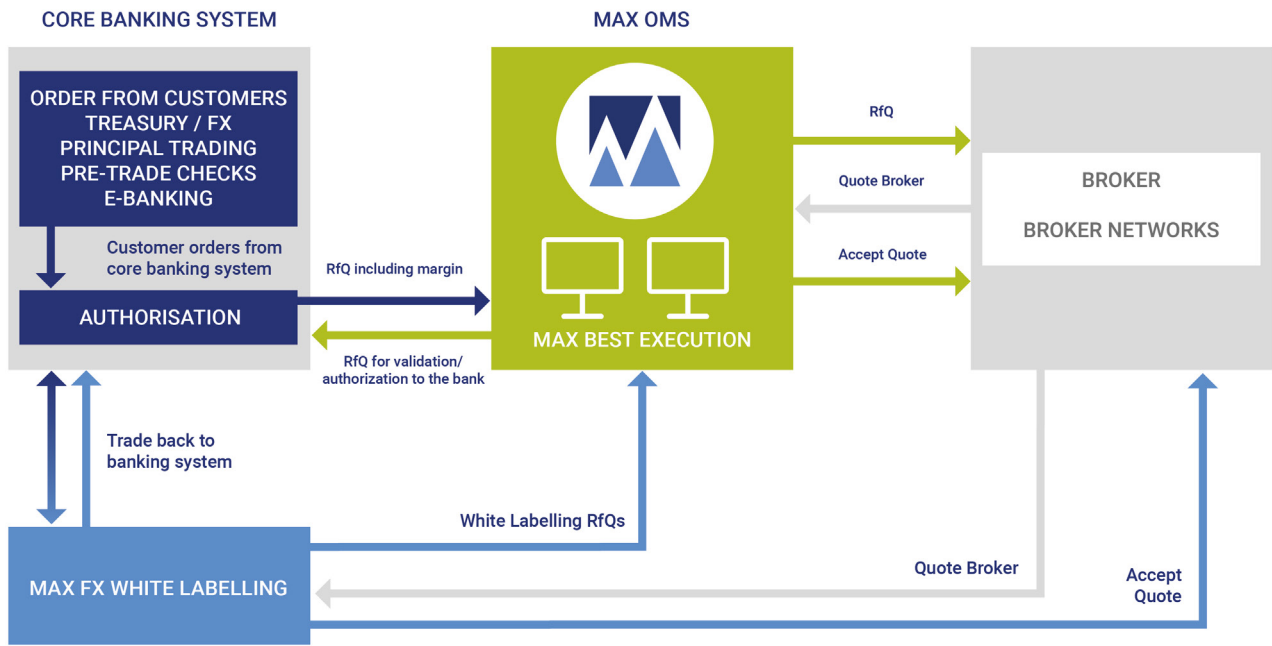 CORE BANKING SYSTEM
MAX OMS
ORDER FROM CUSTOMERS
TREASURY / FX
PRINCIPAL TRADING
PRE-TRADE CHECKS
E-BANKING
Customer orders from
core banking system
AUTHORISATION
RfQ including margin
RfQ for validation/
authorization to the bank
MAX BEST EXECUTION
RfQ
Quote Broker
Accept Quote
BROKER
BROKER NETWORKS
Trade back to
banking system
White Labelling RfQs
MAX FX WHITE LABELLING
Quote Broker
Accept
Quote